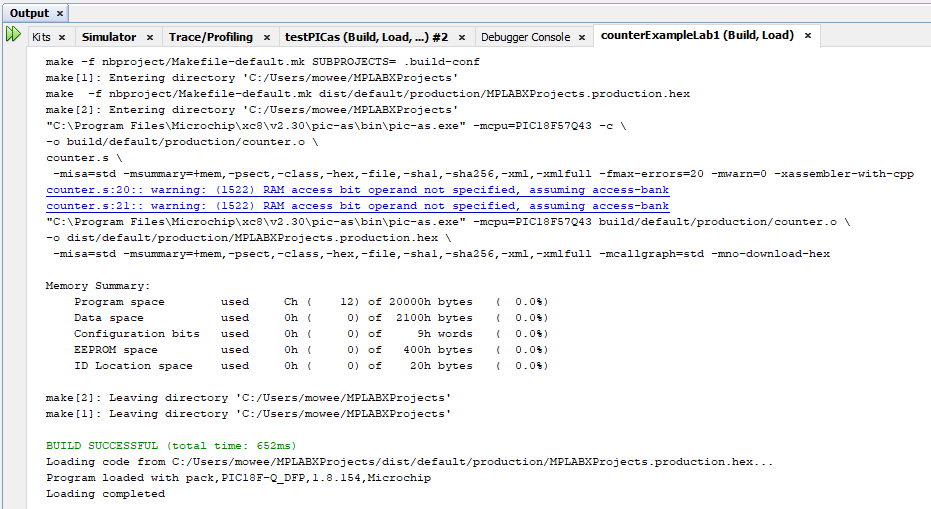 Output ×
Kits × Simulator × Trace/Profiling × testPICas (Build, Load, ...) #2 × Debugger Console × counterExampleLab1 (Build, Load) ×
make -f nbproject/Makefile-default.mk SUBPROJECTS= .build-conf
make[1]: Entering directory 'C:/Users/mowee/MPLABXProjects'
make  -f nbproject/Makefile-default.mk dist/default/production/MPLABXProjects.production.hex
make[2]: Entering directory 'C:/Users/mowee/MPLABXProjects'
"C:\Program Files\Microchip\xc8\v2.30\pic-as\bin\pic-as.exe" -mcpu=PIC18F57Q43 -c \
-o build/default/production/counter.o \
counter.s \
 -misa=std -msummary=+mem,-psect,-class,-hex,-file,-sha1,-sha256,-xml,-xmlfull -fmax-errors=20 -mwarn=0 -xassembler-with-cpp
counter.s:20:: warning: (1522) RAM access bit operand not specified, assuming access-bank
counter.s:21:: warning: (1522) RAM access bit operand not specified, assuming access-bank
"C:\Program Files\Microchip\xc8\v2.30\pic-as\bin\pic-as.exe" -mcpu=PIC18F57Q43 build/default/production/counter.o \
-o dist/default/production/MPLABXProjects.production.hex \
 -misa=std -msummary=+mem,-psect,-class,-hex,-file,-sha1,-sha256,-xml,-xmlfull -mcallgraph=std -mno-download-hex
Memory Summary:
    Program space        used     Ch (    12) of 20000h bytes   (  0.0%)
    Data space           used     0h (     0) of  2100h bytes   (  0.0%)
    Configuration bits   used     0h (     0) of     9h words   (  0.0%)
    EEPROM space         used     0h (     0) of   400h bytes   (  0.0%)
    ID Location space    used     0h (     0) of    20h bytes   (  0.0%)
make[2]: Leaving directory 'C:/Users/mowee/MPLABXProjects'
make[1]: Leaving directory 'C:/Users/mowee/MPLABXProjects'
BUILD SUCCESSFUL (total time: 652ms)
Loading code from C:/Users/mowee/MPLABXProjects/dist/default/production/MPLABXProjects.production.hex...
Program loaded with pack,PIC18F-Q_DFP,1.8.154,Microchip
Loading completed